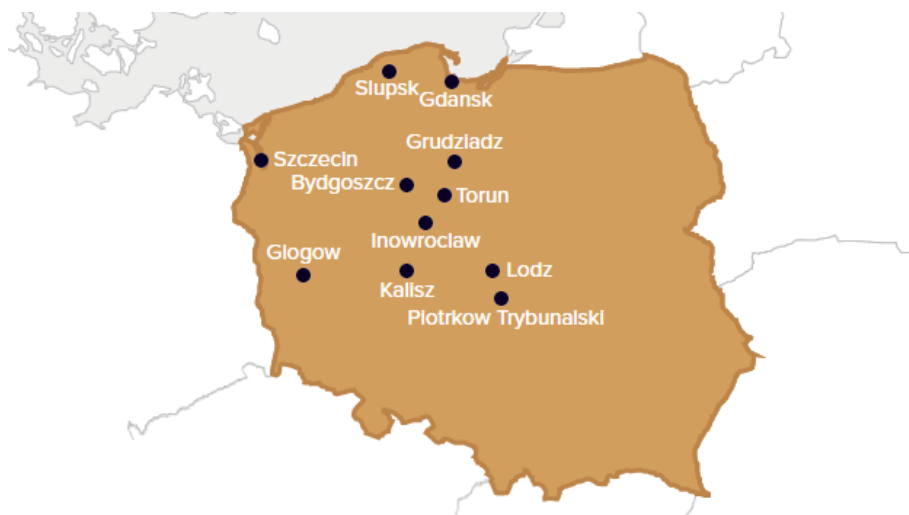 Slupsk
Gdansk
Grudziadz
Szczecin
Bydgoszcz
Torun
Inowroclaw
Glogow
Lodz
Kalisz
Piotrkow Trybunalski